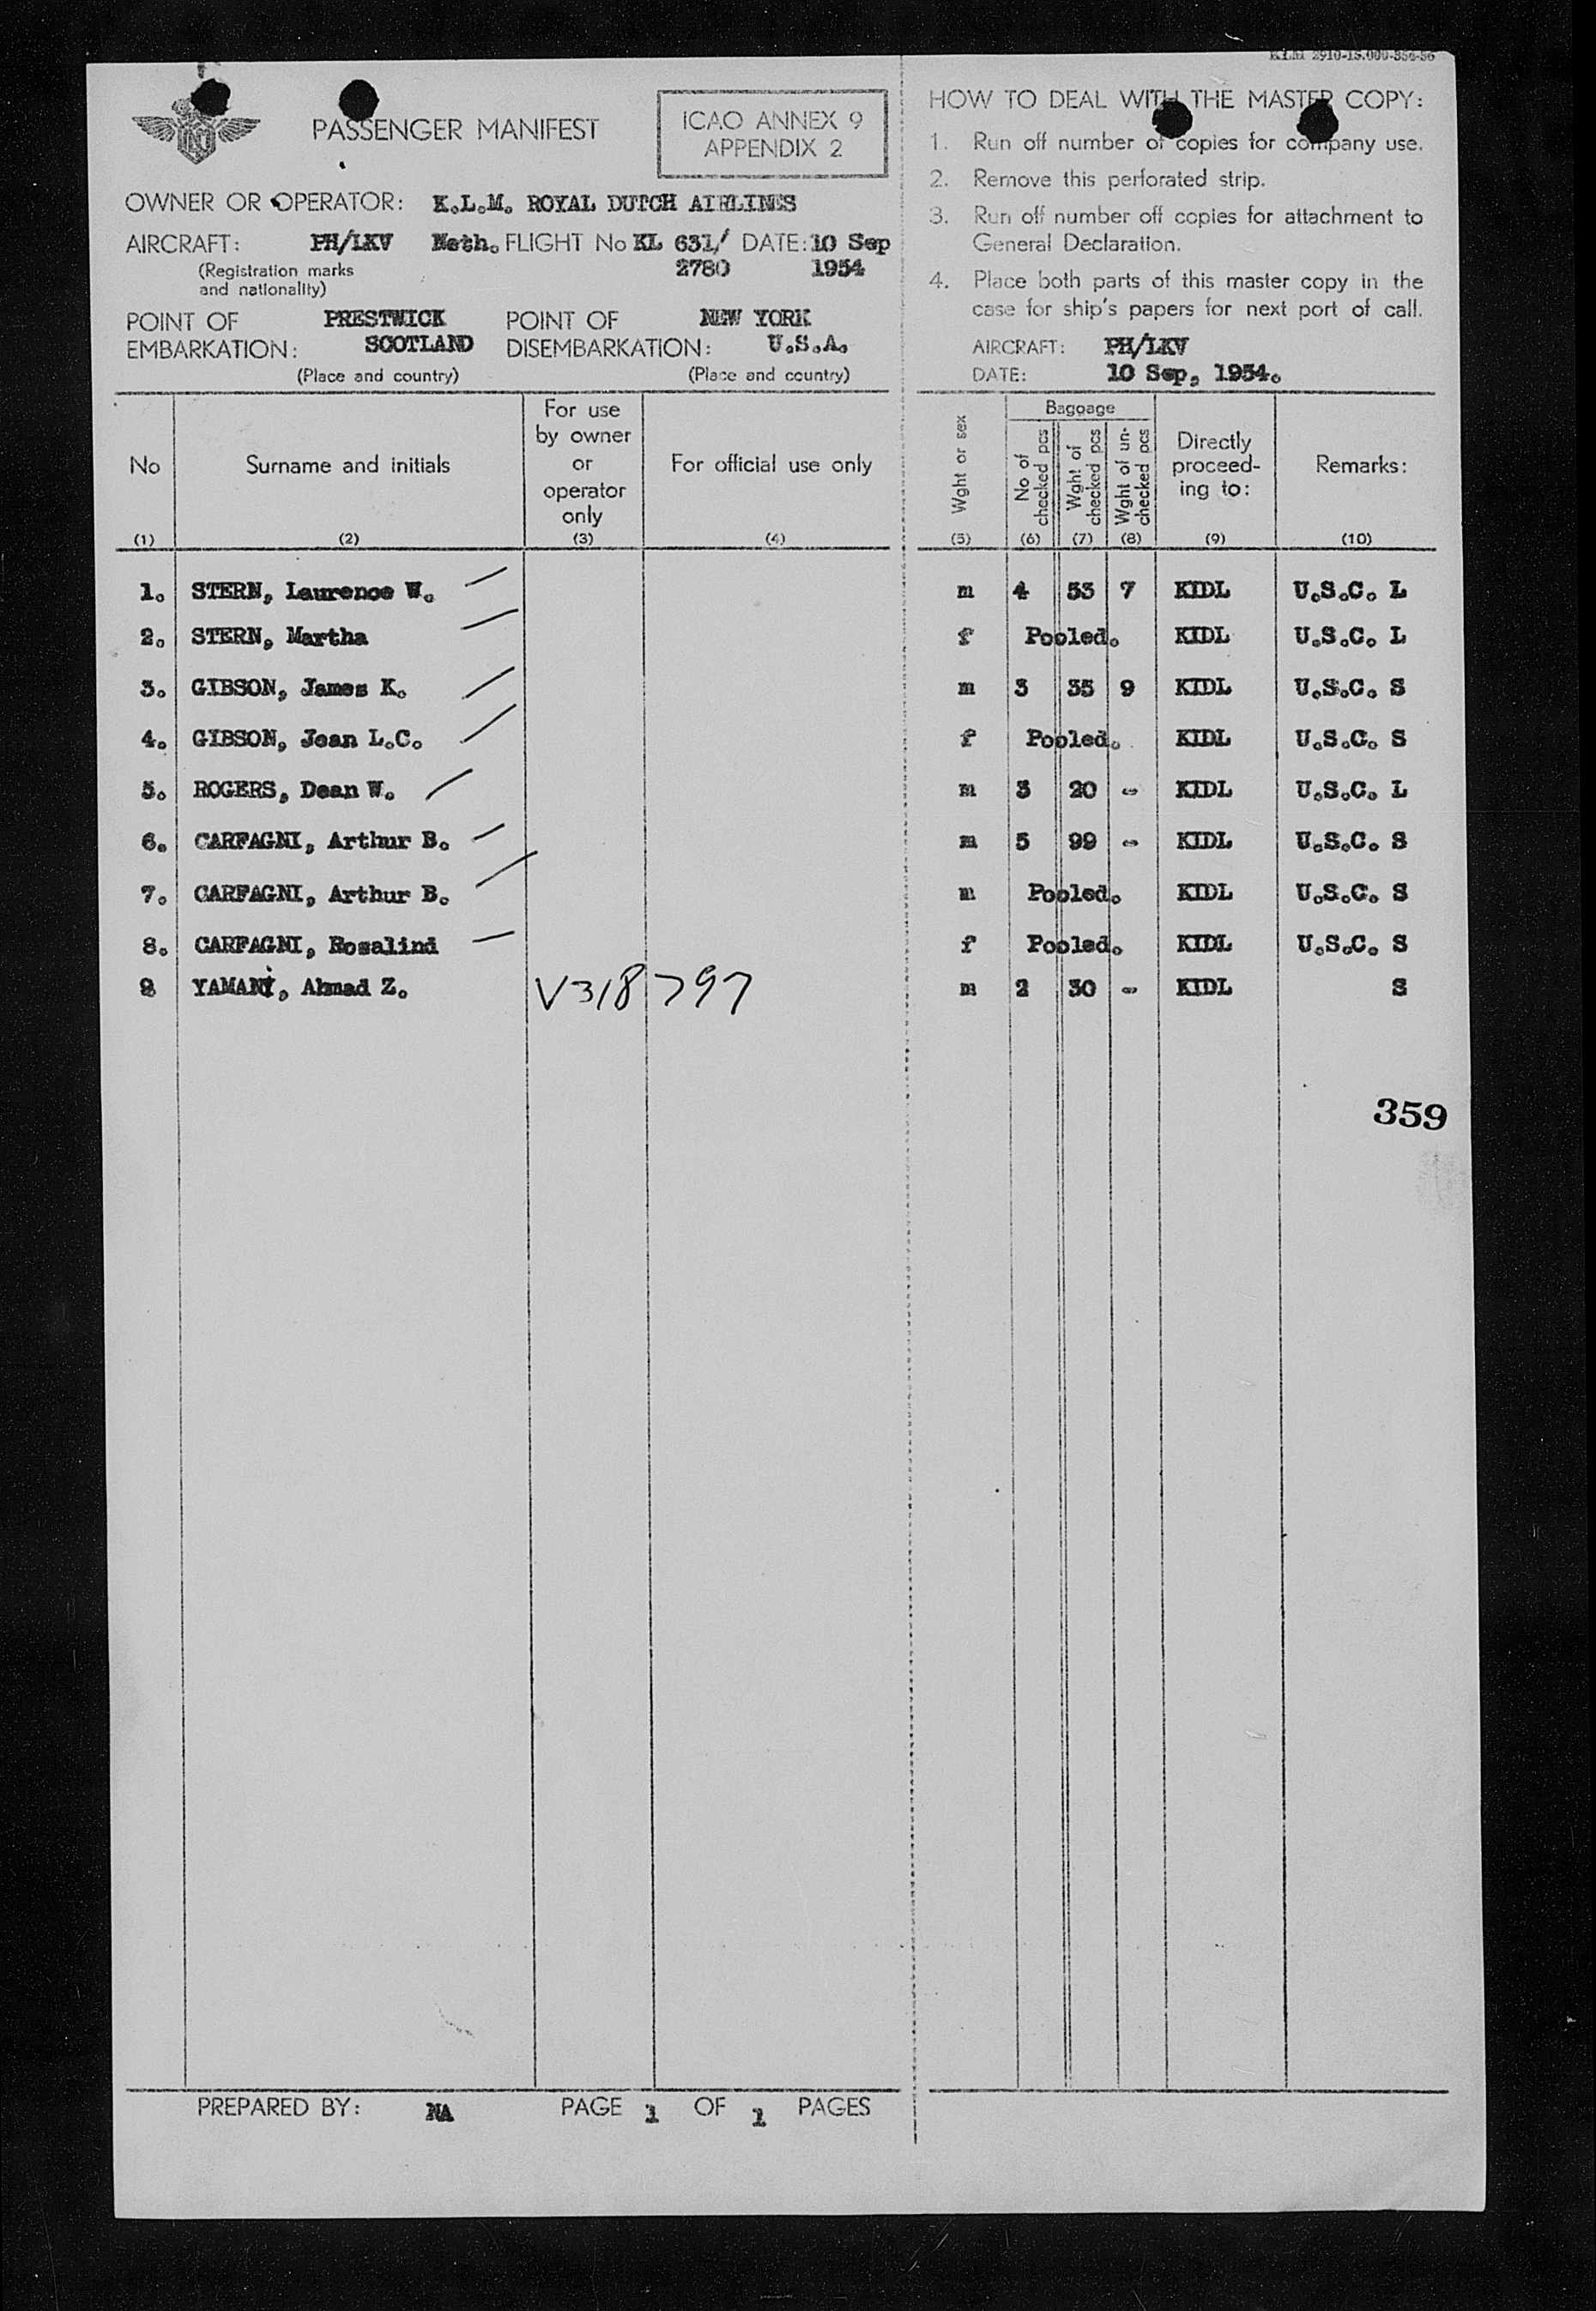 PASSENGER MANIFEST
ICAO ANNEX 9
APPENDIX 2
OWNER OR OPERATOR: K.L.M. ROYAL DUTCH AIRLINES
AIRCRAFT: PH/LKV Neth. FLIGHT No KL 631/ DATE: 10 Sep
(Registration marks 2780 1954
and nationality)
POINT OF PRESTWICK POINT OF NEW YORK
EMBARKATION: SCOTLAND DISEMBARKATION: U.S.A.
(Place and country) (Place and country)
HOW TO DEAL WITH THE MASTER COPY:
1. Run off number of copies for company use.
2. Remove this perforated strip.
3. Run off number off copies for attachment to
General Declaration.
4. Place both parts of this master copy in the
case for ship's papers for next port of call.
AIRCRAFT: PH/LKV
DATE: 10 Sep, 1954.
No Surname and initials For use by owner or operator only For official use only Wght or sex Baggage No of checked pcs Wght of checked pcs Wght of un-checked pcs Directly proceed-ing to: Remarks:
(1) (2) (3) (4) (5) (6) (7) (8) (9) (10)
1. STERN, Laurence W. m 4 53 7 KIDL U.S.C. L
2. STERN, Martha f Pooled. KIDL U.S.C. L
3. GIBSON, James K. m 3 35 9 KIDL U.S.C. S
4. GIBSON, Jean L.C. f Pooled. KIDL U.S.C. S
5. ROGERS, Dean W. m 3 20 - KIDL U.S.C. L
6. CARFAGNI, Arthur B. m 5 99 - KIDL U.S.C. S
7. CARFAGNI, Arthur B. m Pooled. KIDL U.S.C. S
8. CARFAGNI, Rosalind f Pooled. KIDL U.S.C. S
9 YAMANI, Ahmad Z. V318797 m 2 30 - KIDL S
359
PREPARED BY: NA PAGE 1 OF 1 PAGES